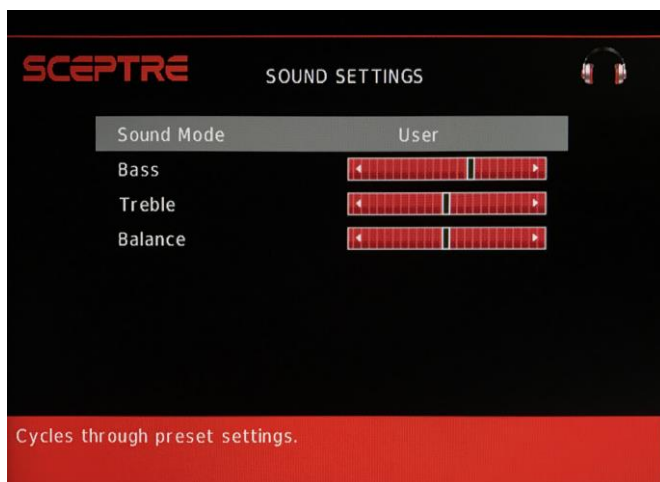 SCEPTRE
SOUND SETTINGS
Sound Mode User
Bass
Treble
Balance
Cycles through preset settings.